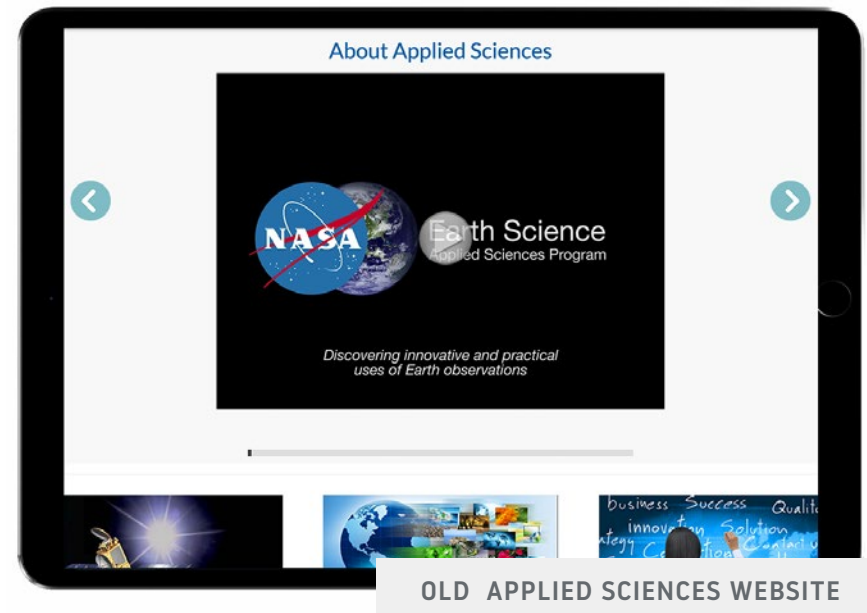 About Applied Sciences
NASA
Earth Science
Applied Sciences Program
Discovering innovative and practical
uses of Earth observations
business Success
innovation Solution
OLD APPLIED SCIENCES WEBSITE